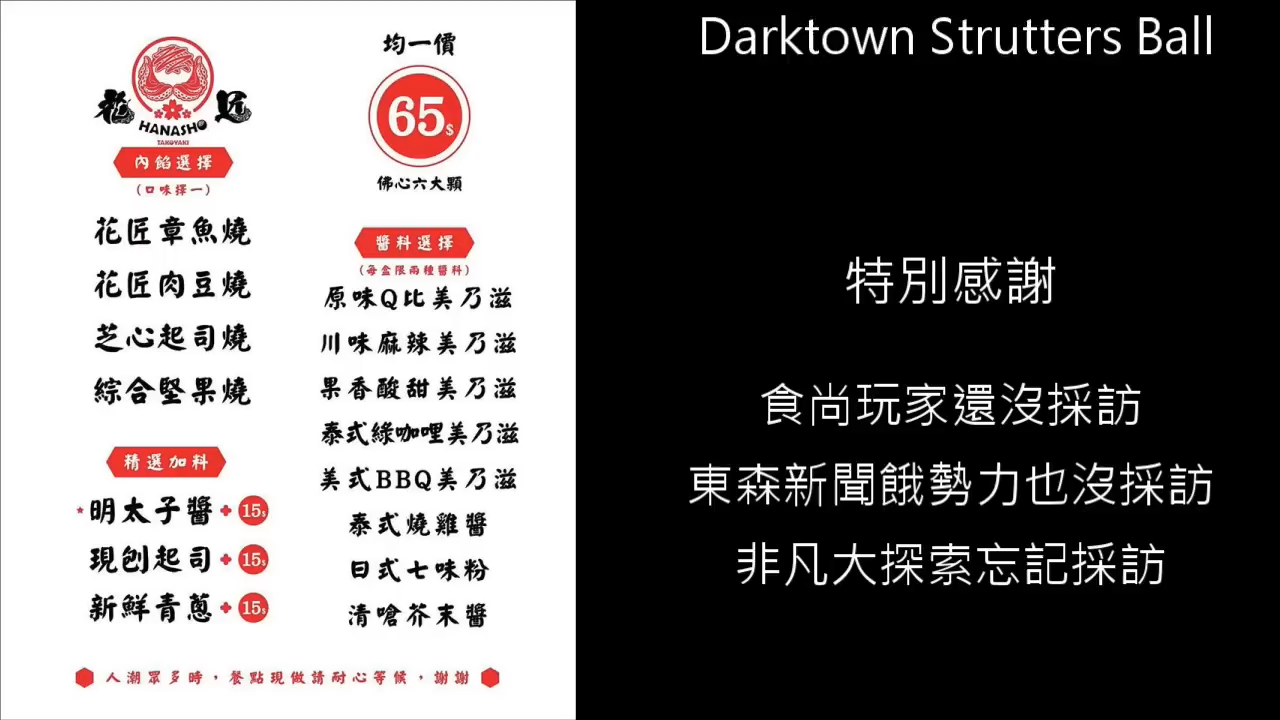 花匠
HANASHO
TAKOYAKI
內餡選擇
(口味擇一)
花匠章魚燒
花匠肉豆燒
芝心起司燒
綜合堅果燒
精選加料
★明太子醬+15$
現刨起司+15$
新鮮青蔥+15$
均一價
65$
佛心六大顆
醬料選擇
(每盒限兩種醬料)
原味Q比美乃滋
川味麻辣美乃滋
果香酸甜美乃滋
泰式綠咖哩美乃滋
美式BBQ美乃滋
泰式燒雞醬
日式七味粉
清嗆芥末醬
人潮眾多時,餐點現做請耐心等候,謝謝
Darktown Strutters Ball
特別感謝
食尚玩家還沒採訪
東森新聞餓勢力也沒採訪
非凡大探索忘記採訪